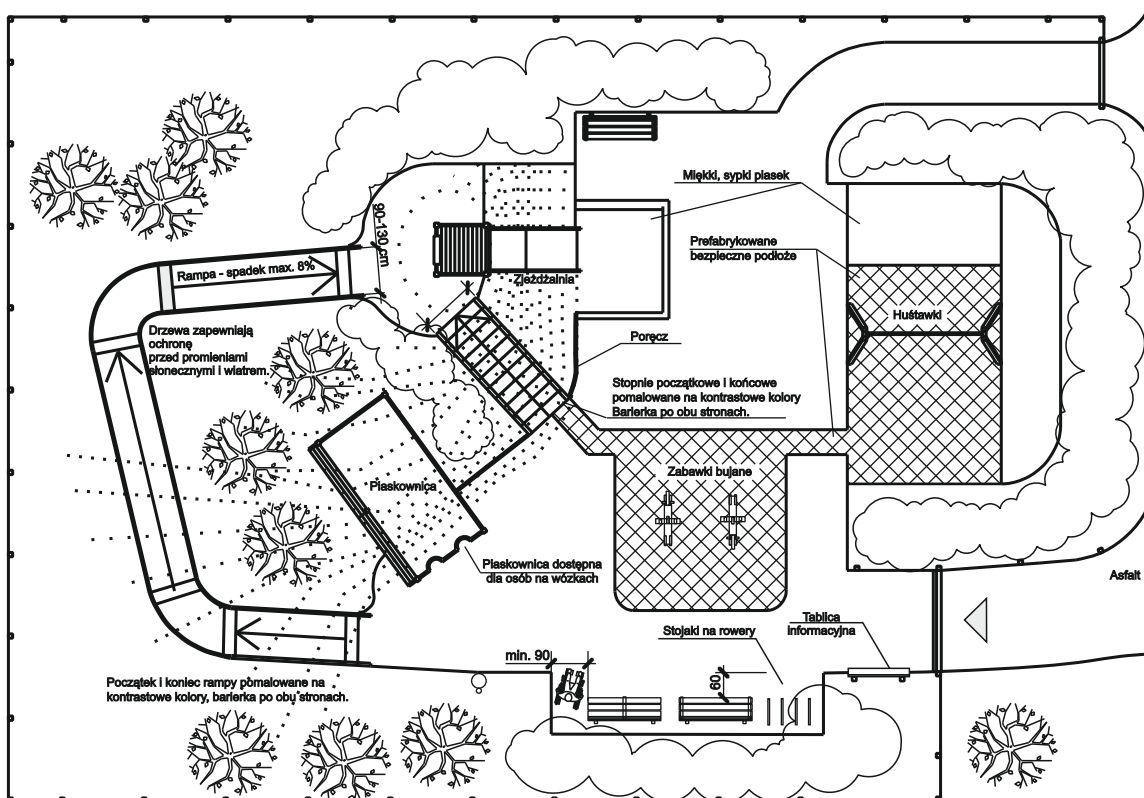 Miękki, sypki piasek
90-130 cm
Prefabrykowane
bezpieczne podłoże
Rampa - spadek max. 8%
Zjeżdżalnia
Huśtawki
Drzewa zapewniają
ochronę
przed promieniami
słonecznymi i wiatrem.
Poręcz
Stopnie początkowe i końcowe
pomalowane na kontrastowe kolory
Barierka po obu stronach.
Zabawki bujane
Piaskownica
Piaskownica dostępna
dla osób na wózkach
Asfalt
Tablica
informacyjna
Stojaki na rowery
min. 90
60
Początek i koniec rampy pomalowane na
kontrastowe kolory, barierka po obu stronach.